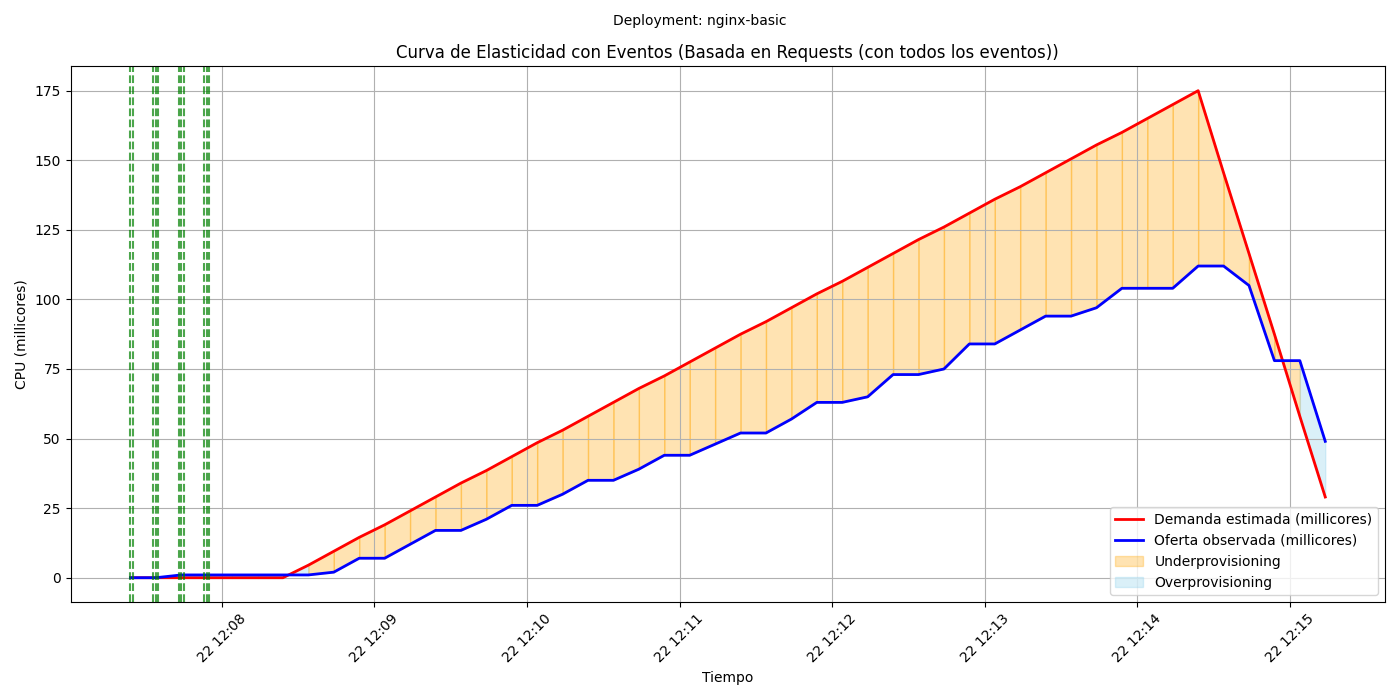 Deployment: nginx-basic
Curva de Elasticidad con Eventos (Basada en Requests (con todos los eventos))
CPU (millicores)
175
150
125
100
75
50
25
0
Demanda estimada (millicores)
Oferta observada (millicores)
Underprovisioning
Overprovisioning
22 12:08
22 12:09
22 12:10
22 12:11
22 12:12
22 12:13
22 12:14
22 12:15
Tiempo